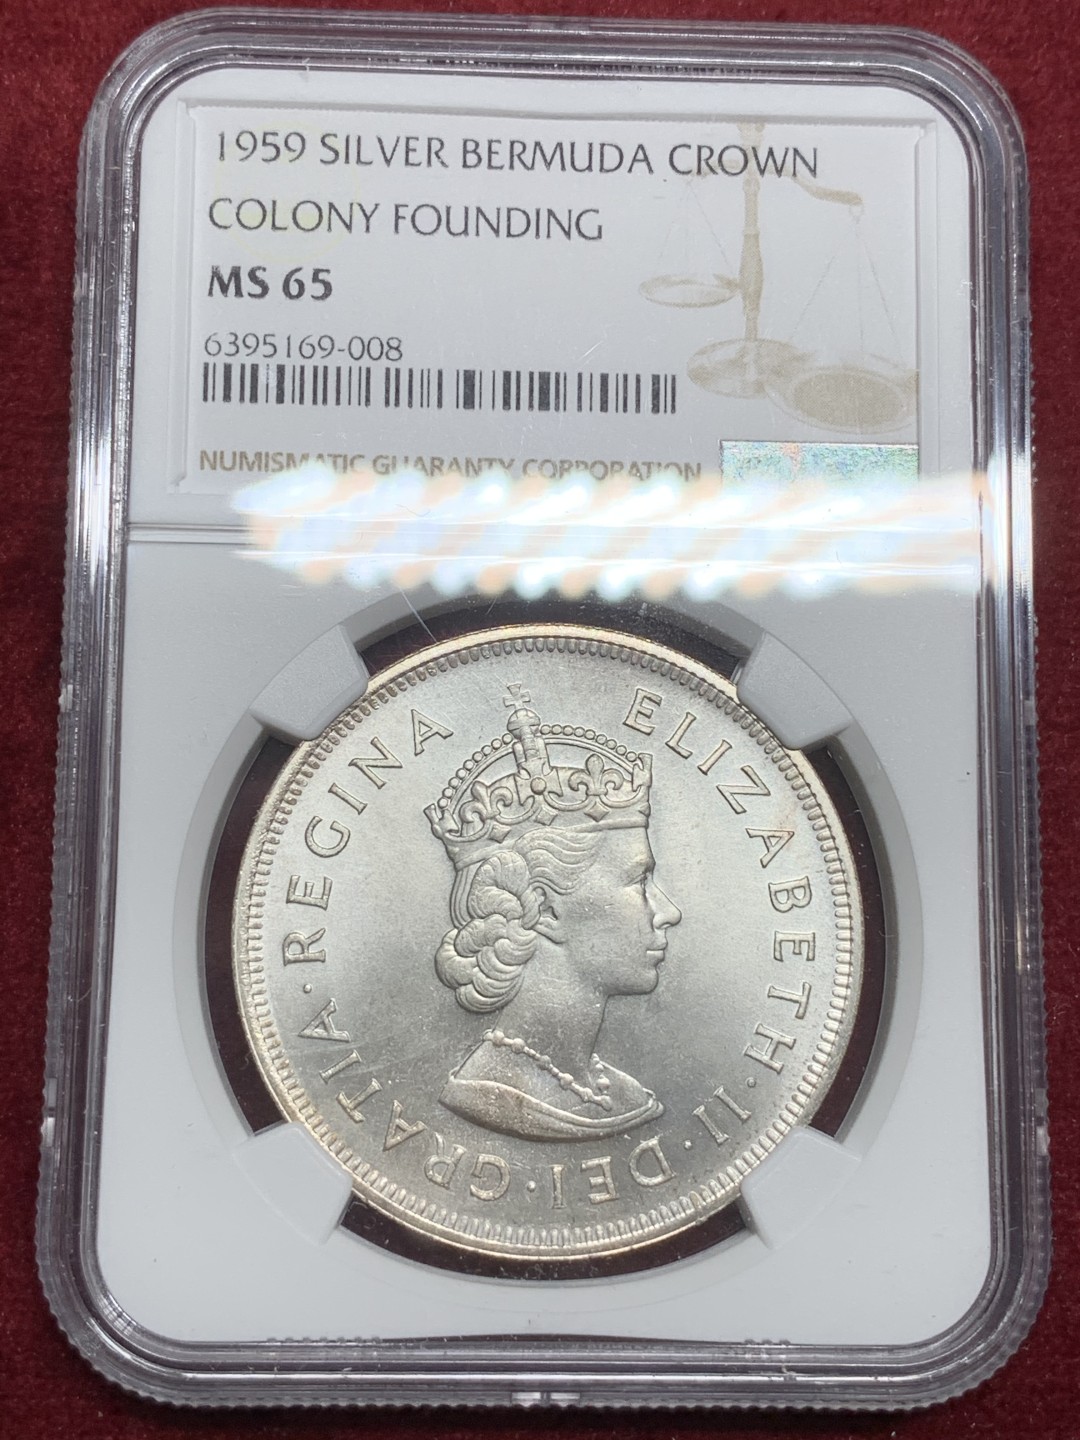 1959 SILVER BERMUDA CROWN
COLONY FOUNDING
MS 65
6395169-008
NUMISMATIC GUARANTY CORPORATION
ELIZABETH·II·DEI·GRATIA·REGINA